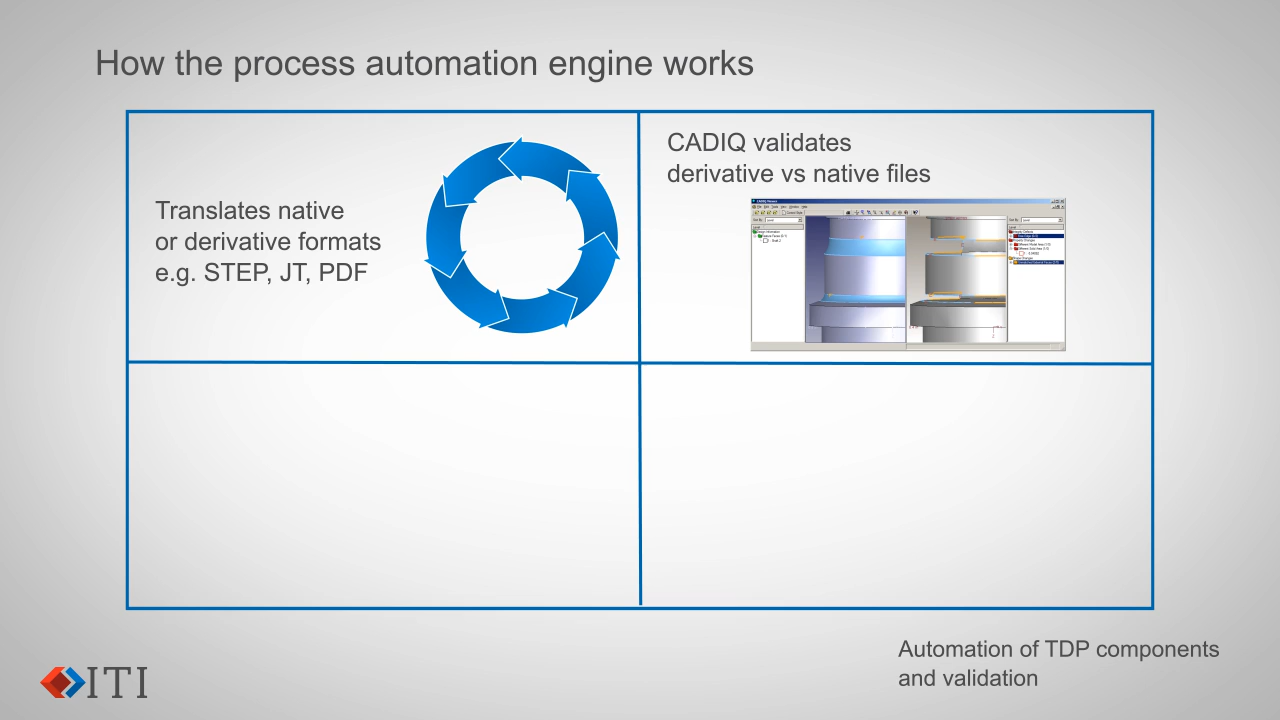 How the process automation engine works
Translates native
or derivative formats
e.g. STEP, JT, PDF
CADIQ validates
derivative vs native files
Automation of TDP components
and validation
ITI